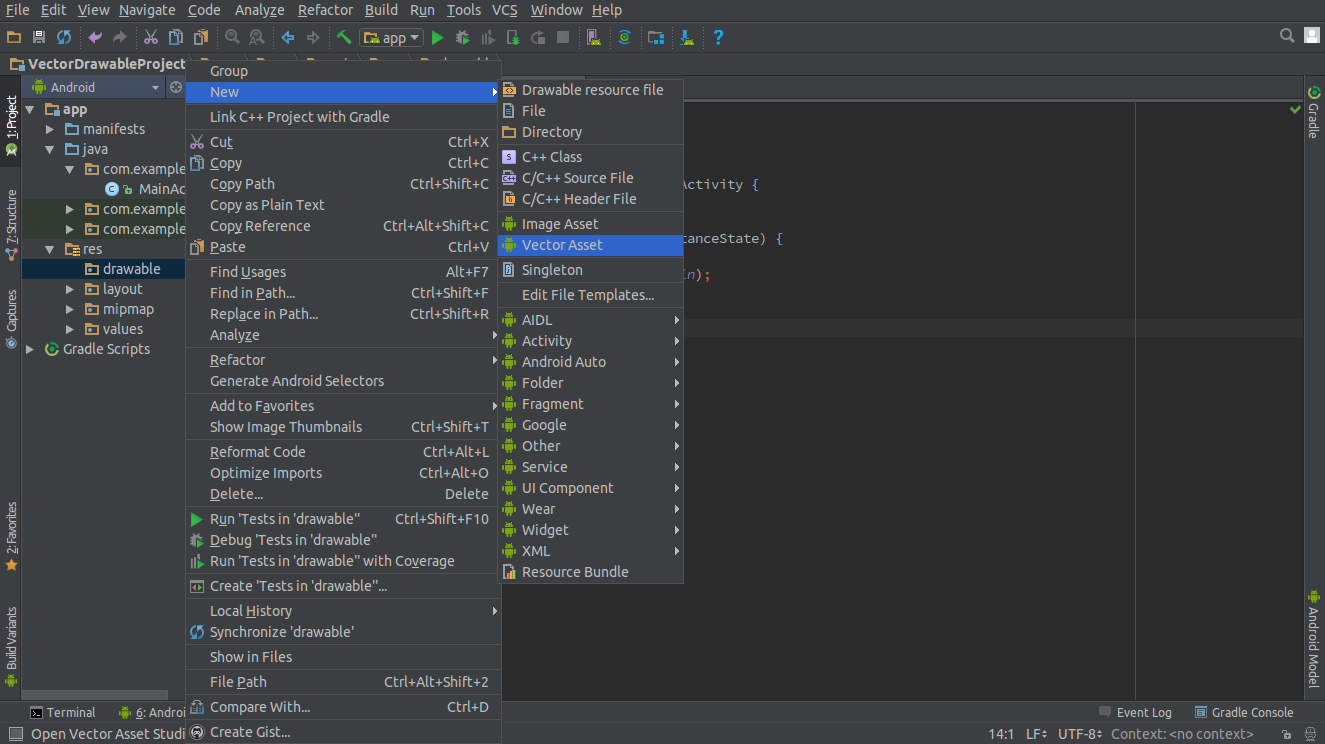 File Edit View Navigate Code Analyze Refactor Build Run Tools VCS Window Help
app
VectorDrawableProject
Android
1: Project
7: Structure
Captures
2: Favorites
Build Variants
app
manifests
java
com.example
MainAc
com.example
com.example
res
drawable
layout
mipmap
values
Gradle Scripts
Group
New
Link C++ Project with Gradle
Cut Ctrl+X
Copy Ctrl+C
Copy Path Ctrl+Shift+C
Copy as Plain Text
Copy Reference Ctrl+Alt+Shift+C
Paste Ctrl+V
Find Usages Alt+F7
Find in Path... Ctrl+Shift+F
Replace in Path... Ctrl+Shift+R
Analyze
Refactor
Generate Android Selectors
Add to Favorites
Show Image Thumbnails Ctrl+Shift+T
Reformat Code Ctrl+Alt+L
Optimize Imports Ctrl+Alt+O
Delete... Delete
Run 'Tests in 'drawable'' Ctrl+Shift+F10
Debug 'Tests in 'drawable''
Run 'Tests in 'drawable'' with Coverage
Create 'Tests in 'drawable''...
Local History
Synchronize 'drawable'
Show in Files
File Path Ctrl+Alt+Shift+2
Compare With... Ctrl+D
Create Gist...
Drawable resource file
File
Directory
C++ Class
C/C++ Source File
C/C++ Header File
Image Asset
Vector Asset
Singleton
Edit File Templates...
AIDL
Activity
Android Auto
Folder
Fragment
Google
Other
Service
UI Component
Wear
Widget
XML
Resource Bundle
Activity {
tanceState) {
n);
Gradle
Android Model
Terminal 6: Androi Event Log Gradle Console
Open Vector Asset Studi 14:1 LF UTF-8 Context: <no context>